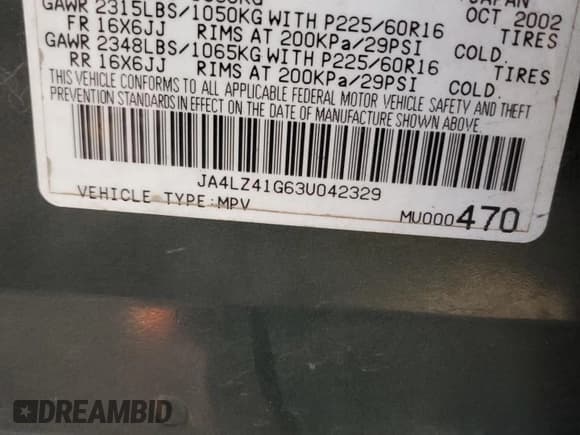 JAPAN
GAWR 2315LBS/1050KG WITH P225/60R16 OCT 2002
FR 16X6JJ RIMS AT 200KPa/29PSI COLD. TIRES
GAWR 2348LBS/1065KG WITH P225/60R16 TIRES
RR 16X6JJ RIMS AT 200KPa/29PSI COLD.
THIS VEHICLE CONFORMS TO ALL APPLICABLE FEDERAL MOTOR VEHICLE SAFETY AND THEFT
PREVENTION STANDARDS IN EFFECT ON THE DATE OF MANUFACTURE SHOWN ABOVE.
JA4LZ41G63U042329
VEHICLE TYPE:MPV MU000470
DREAMBID